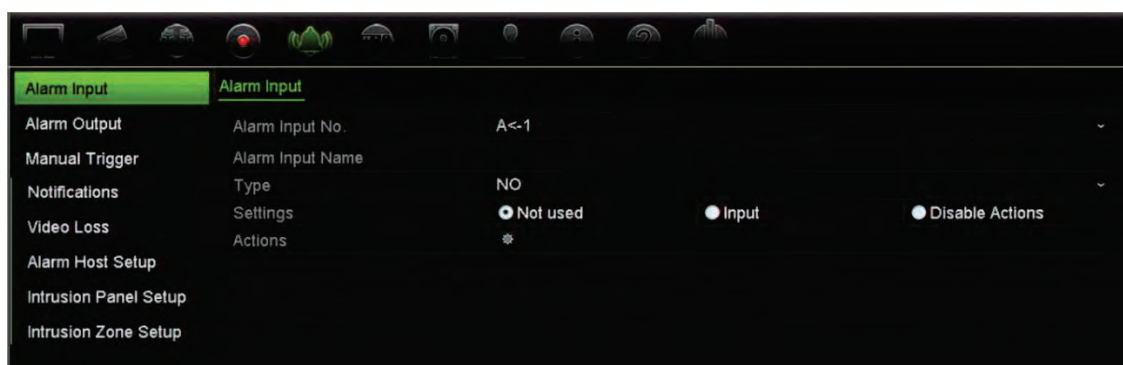 Alarm Input
Alarm Output
Manual Trigger
Notifications
Video Loss
Alarm Host Setup
Intrusion Panel Setup
Intrusion Zone Setup
Alarm Input
Alarm Input No. A<-1
Alarm Input Name
Type NO
Settings Not used Input Disable Actions
Actions